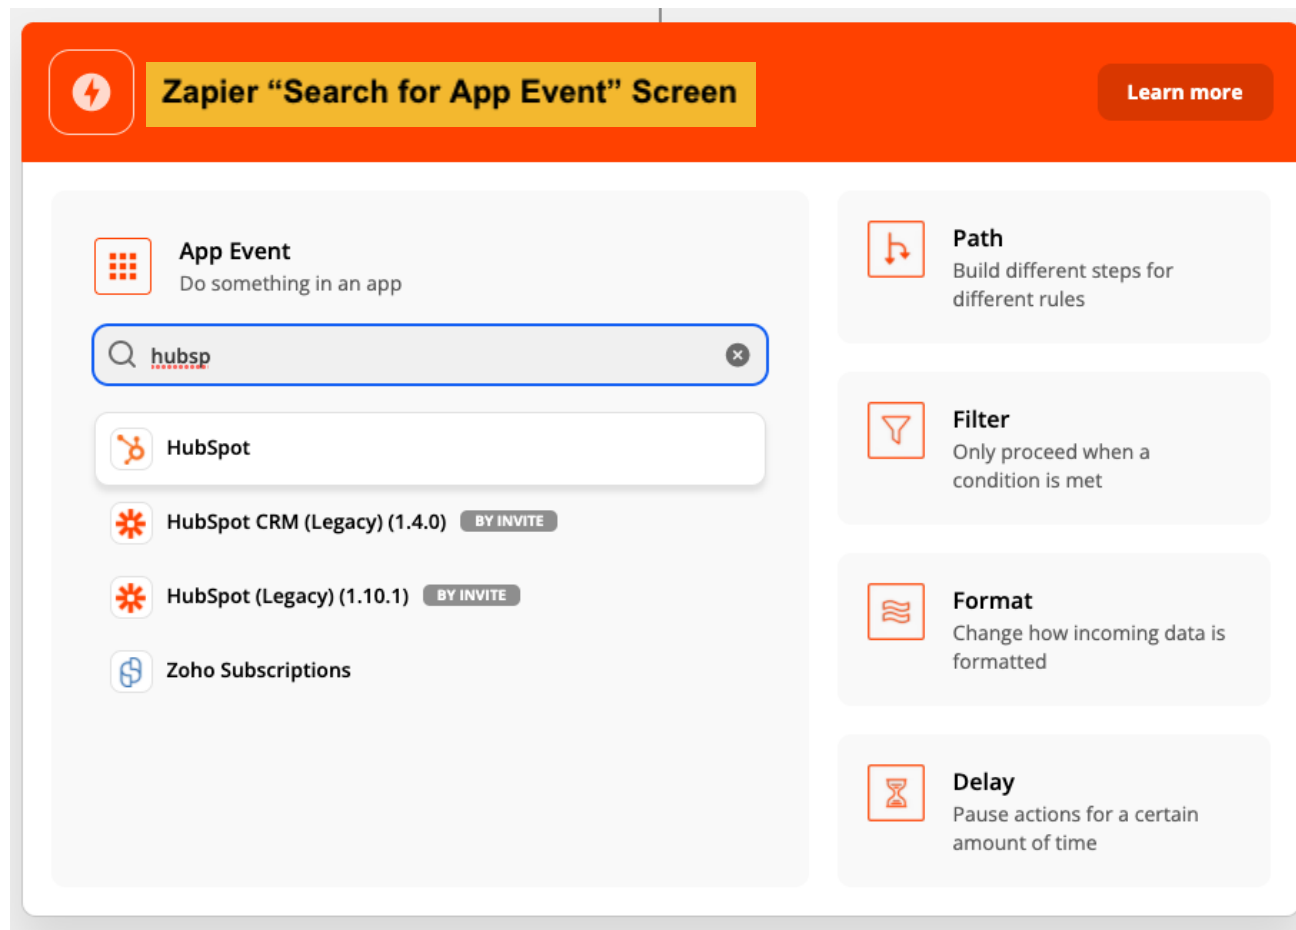 Zapier “Search for App Event” Screen
Learn more
App Event
Do something in an app
hubsp
HubSpot
HubSpot CRM (Legacy) (1.4.0) BY INVITE
HubSpot (Legacy) (1.10.1) BY INVITE
Zoho Subscriptions
Path
Build different steps for
different rules
Filter
Only proceed when a
condition is met
Format
Change how incoming data is
formatted
Delay
Pause actions for a certain
amount of time